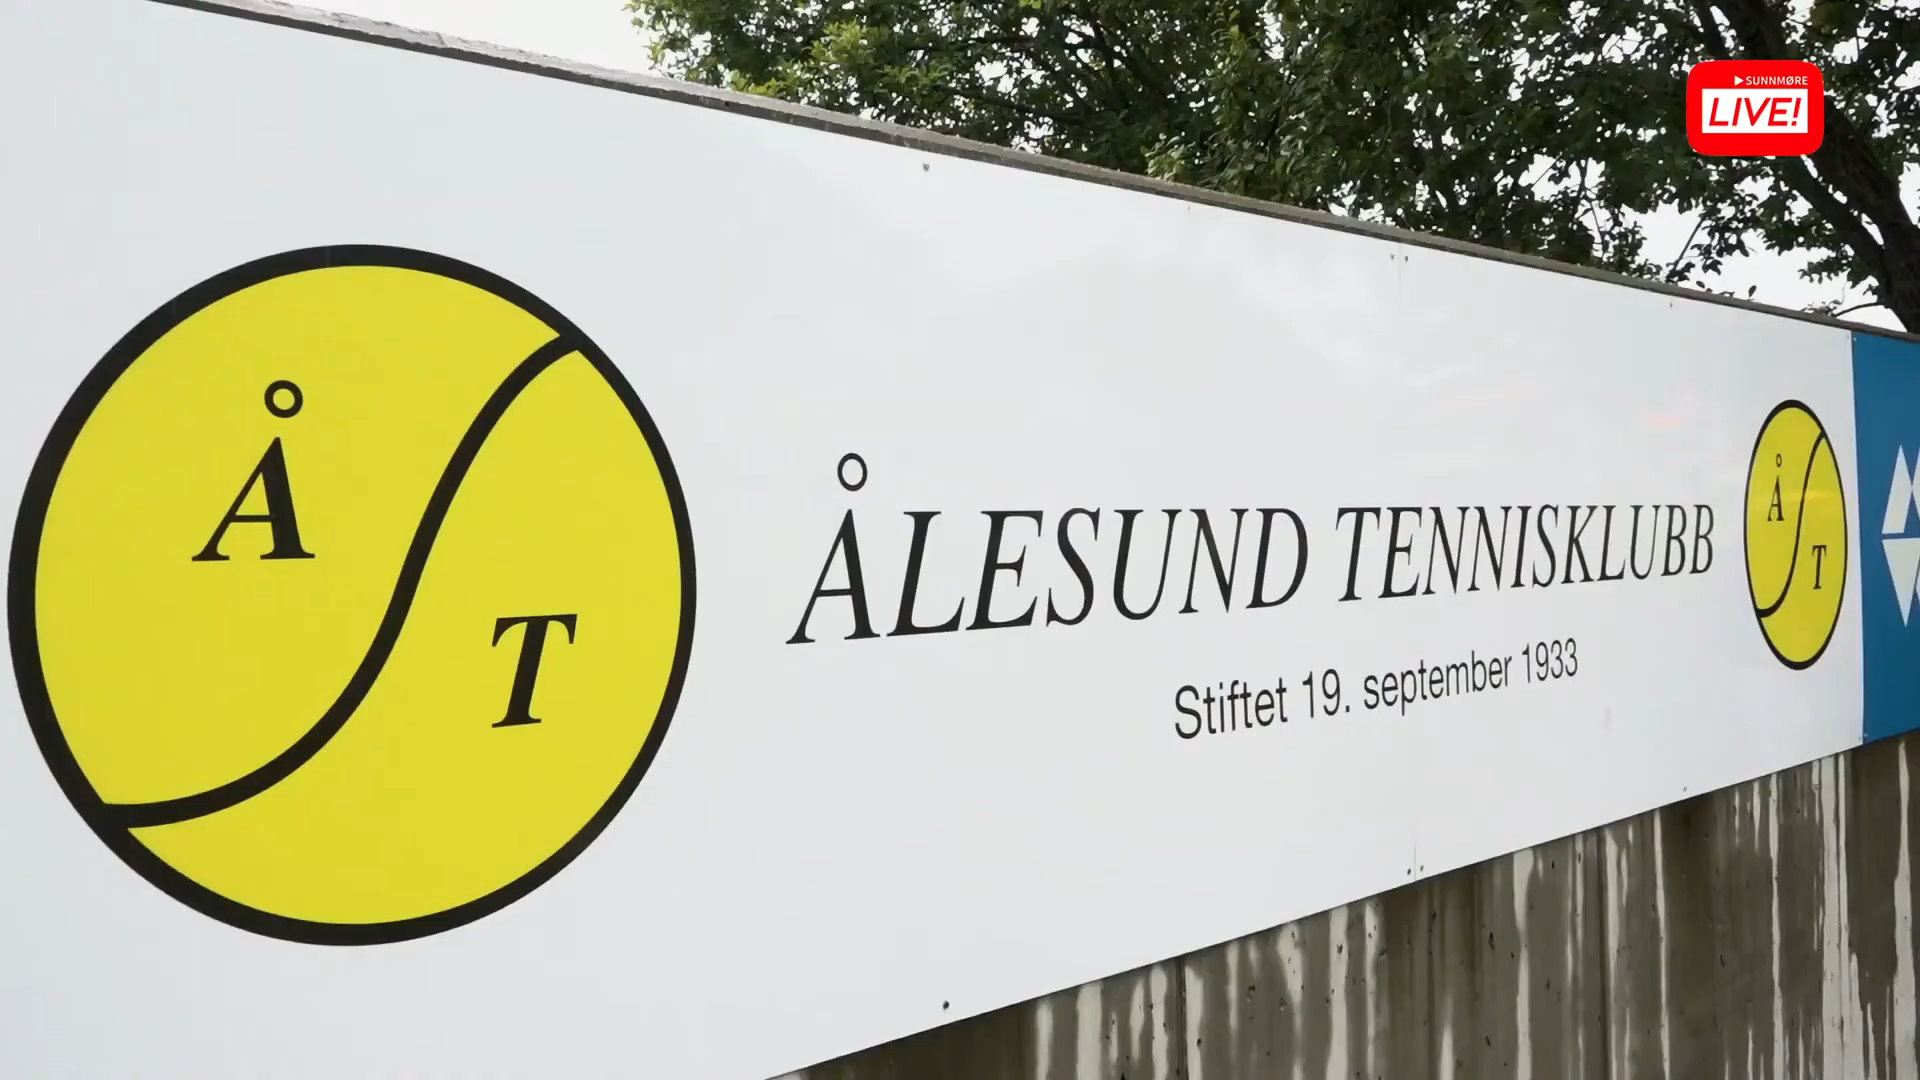 SUNNMØRE
LIVE!
Å
T
ÅLESUND TENNISKLUBB
Stiftet 19. september 1933
Å
T